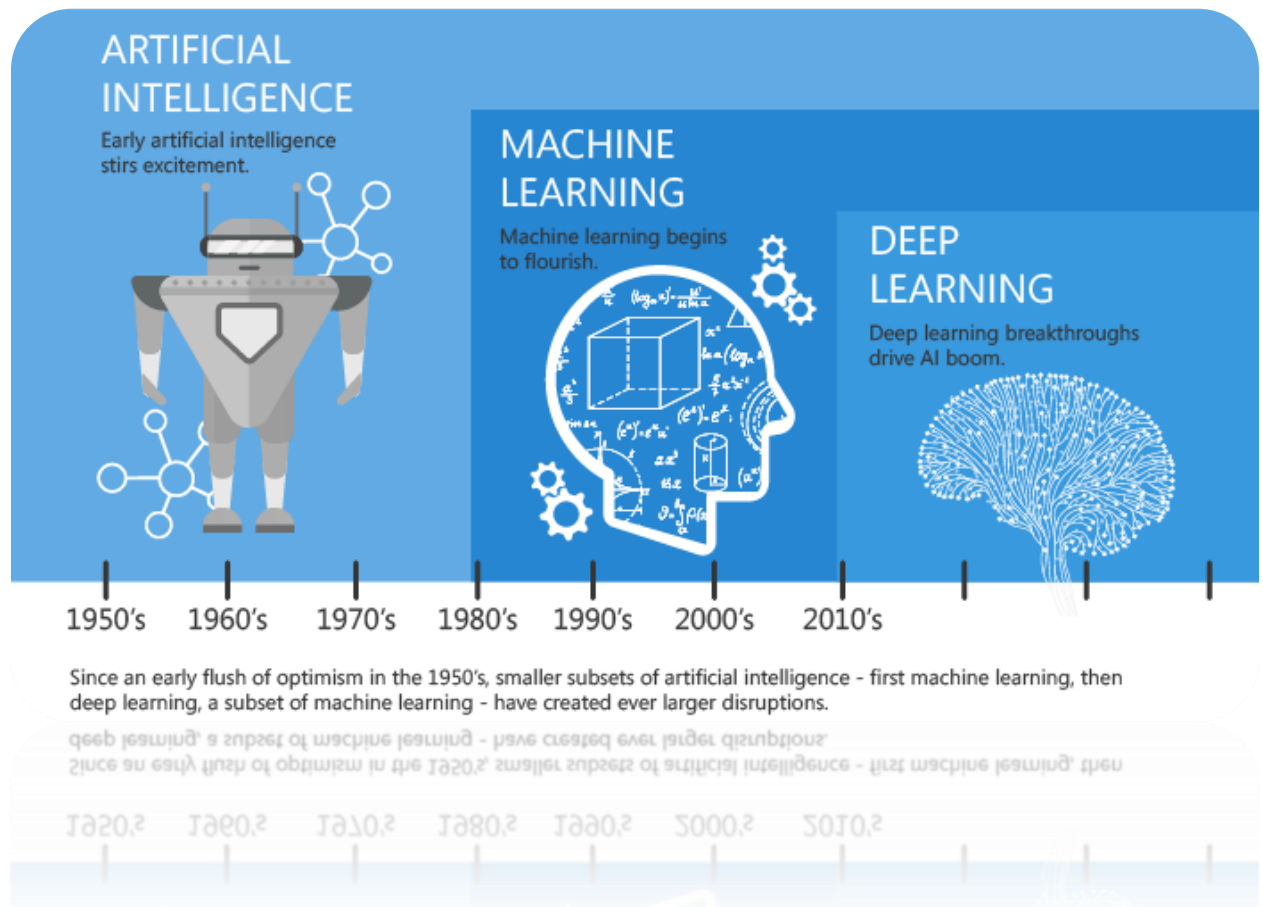 ARTIFICIAL
INTELLIGENCE
Early artificial intelligence
stirs excitement.
MACHINE
LEARNING
Machine learning begins
to flourish.
DEEP
LEARNING
Deep learning breakthroughs
drive AI boom.
1950's 1960's 1970's 1980's 1990's 2000's 2010's
Since an early flush of optimism in the 1950's, smaller subsets of artificial intelligence - first machine learning, then
deep learning, a subset of machine learning - have created ever larger disruptions.